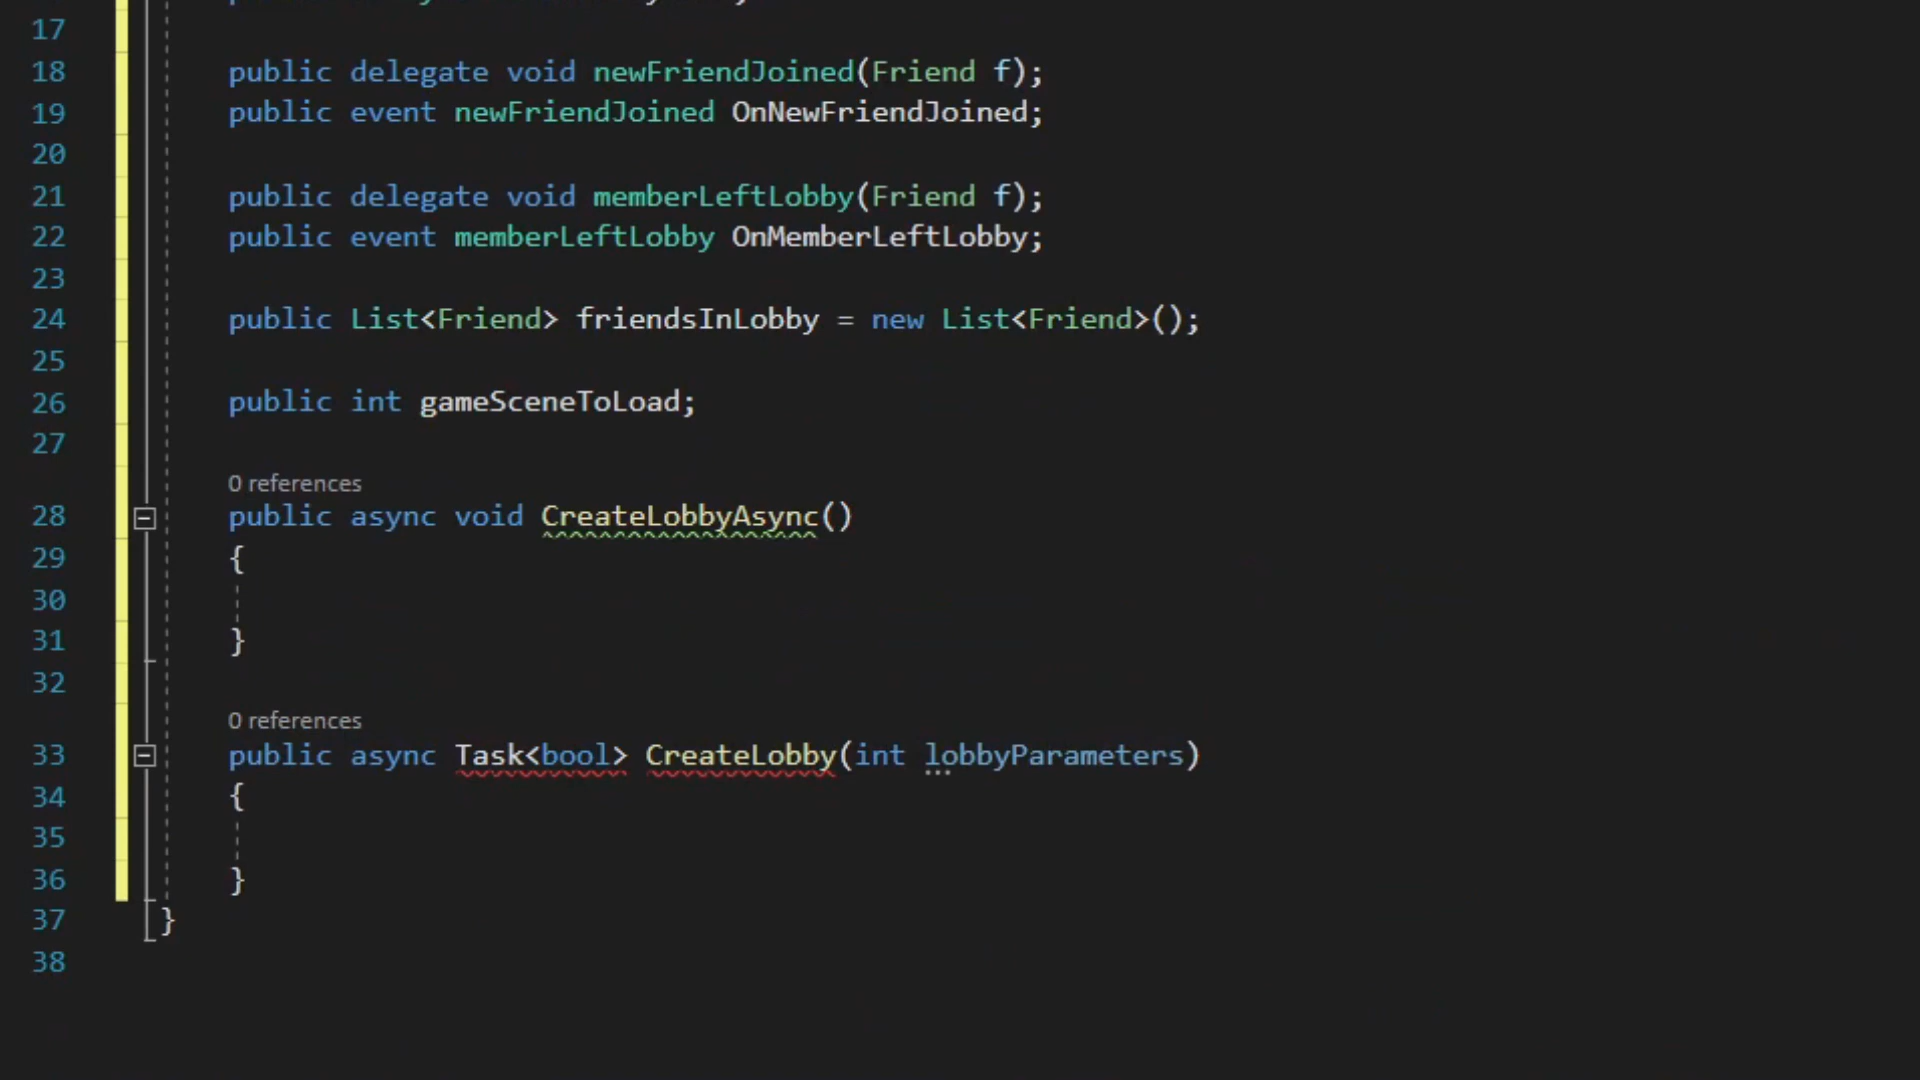 17
18 public delegate void newFriendJoined(Friend f);
19 public event newFriendJoined OnNewFriendJoined;
20
21 public delegate void memberLeftLobby(Friend f);
22 public event memberLeftLobby OnMemberLeftLobby;
23
24 public List<Friend> friendsInLobby = new List<Friend>();
25
26 public int gameSceneToLoad;
27
0 references
28 public async void CreateLobbyAsync()
29 {
30
31 }
32
0 references
33 public async Task<bool> CreateLobby(int lobbyParameters)
34 {
35
36 }
37 }
38